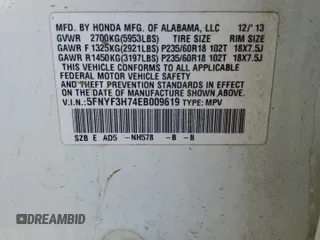 MFD. BY HONDA MFG. OF ALABAMA, LLC 12/'13
GVWR 2700KG(5953LBS) TIRE SIZE RIM SIZE
GAWR F 1325KG(2921LBS) P235/60R18 102T 18X7.5J
GAWR R1450KG(3197LBS) P235/60R18 102T 18X7.5J
THIS VEHICLE CONFORMS TO ALL APPLICABLE
FEDERAL MOTOR VEHICLE SAFETY, BUMPER,
AND THEFT PREVENTION STANDARDS IN EFFECT
ON THE DATE OF MANUFACTURE SHOWN ABOVE.
V.I.N.: 5FNYF3H74EB009619 TYPE: MPV
SZB E AD5 -NH578 -B -B
DREAMBID